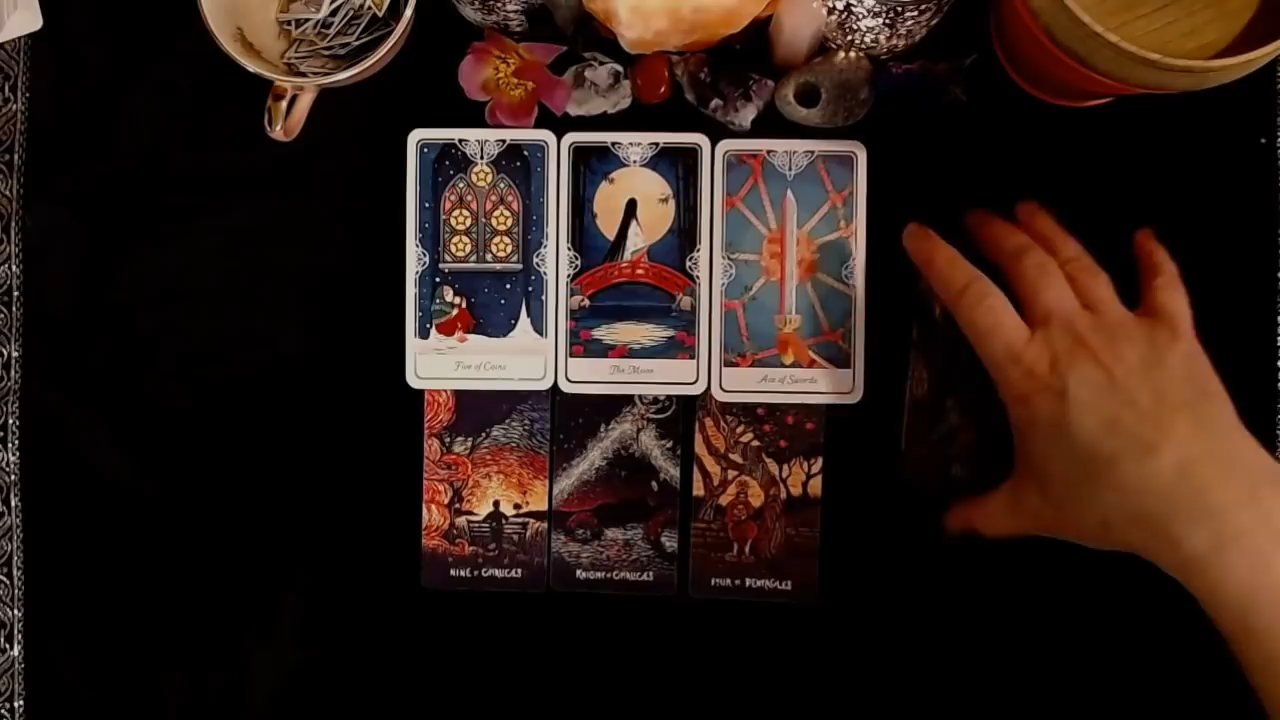 Five of Coins
The Moon
Ace of Swords
NINE OF CHALICES
KNIGHT OF CHALICES
FOUR OF PENTACLES